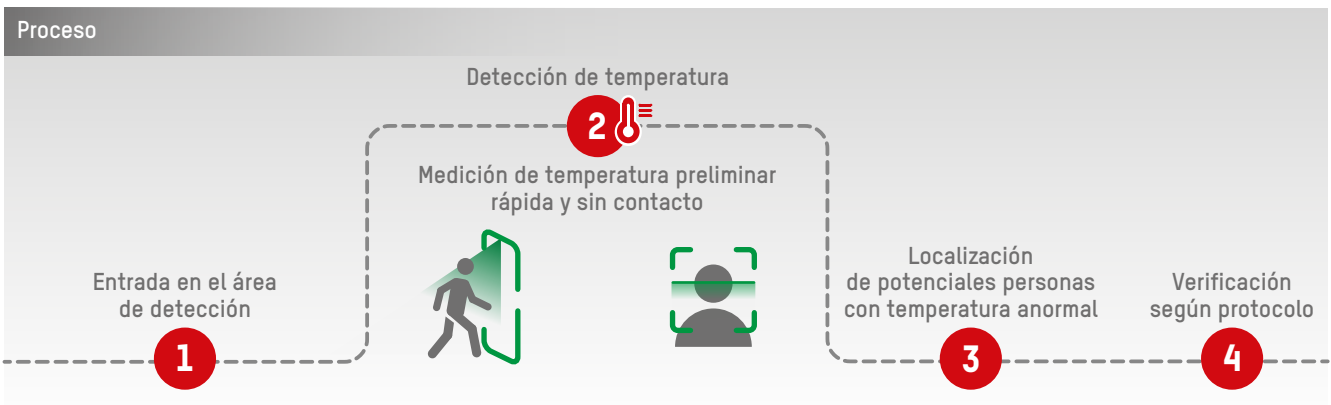 Proceso
Detección de temperatura
2
Medición de temperatura preliminar
rápida y sin contacto
Entrada en el área
de detección
1
Localización
de potenciales personas
con temperatura anormal
3
Verificación
según protocolo
4